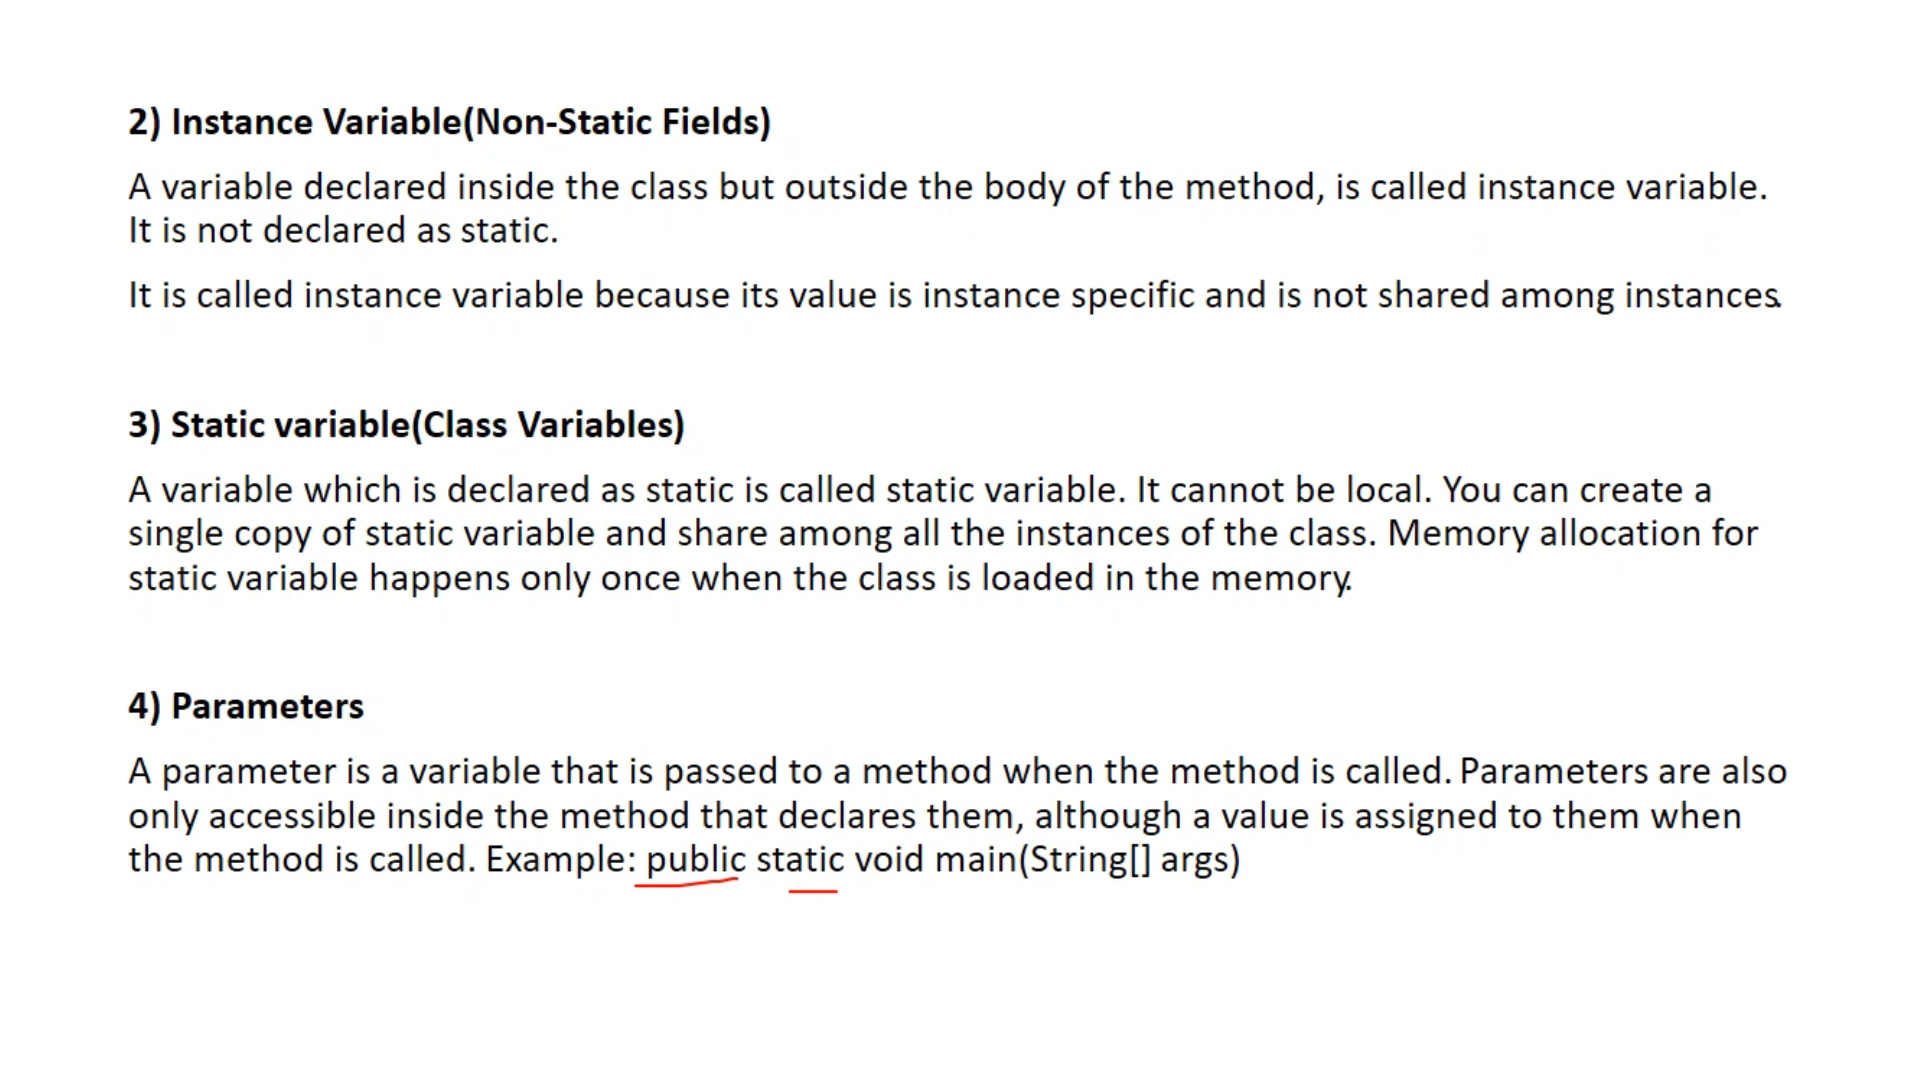 2) Instance Variable(Non-Static Fields)
A variable declared inside the class but outside the body of the method, is called instance variable.
It is not declared as static.
It is called instance variable because its value is instance specific and is not shared among instances.
3) Static variable(Class Variables)
A variable which is declared as static is called static variable. It cannot be local. You can create a
single copy of static variable and share among all the instances of the class. Memory allocation for
static variable happens only once when the class is loaded in the memory.
4) Parameters
A parameter is a variable that is passed to a method when the method is called. Parameters are also
only accessible inside the method that declares them, although a value is assigned to them when
the method is called. Example: public static void main(String[] args)